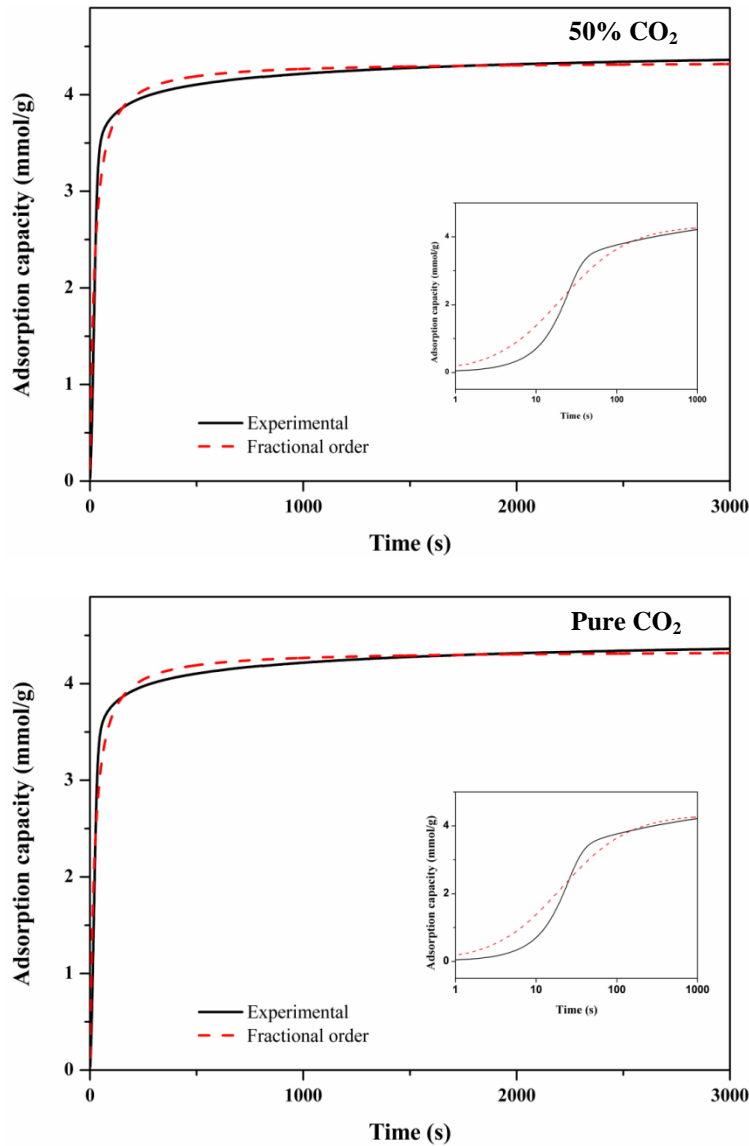 50% CO₂
Adsorption capacity (mmol/g)
4
3
2
1
0
Adsorption capacity (mmol/g)
4
2
0
1 10 100 1000
Time (s)
Experimental
Fractional order
0 1000 2000 3000
Time (s)
Pure CO₂
Adsorption capacity (mmol/g)
4
3
2
1
0
Adsorption capacity (mmol/g)
4
2
0
1 10 100 1000
Time (s)
Experimental
Fractional order
0 1000 2000 3000
Time (s)